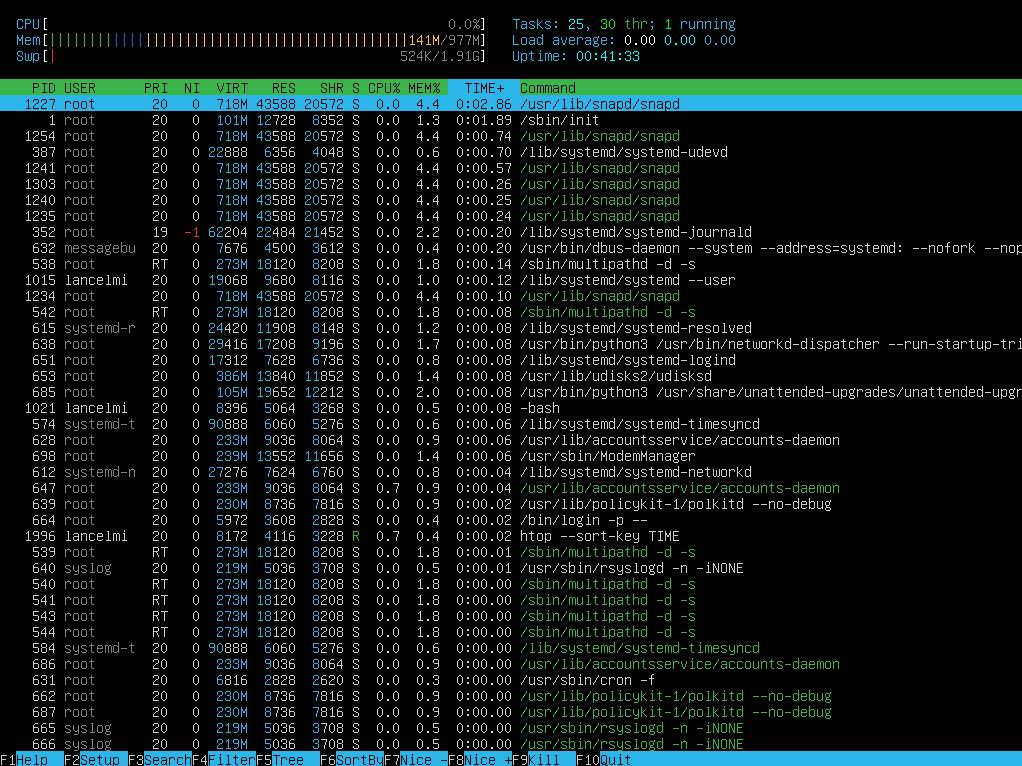 CPU[ 0.0%] Tasks: 25, 30 thr; 1 running
Mem[||||||||||||||||||||||||||||||||||||||||||||||141M/977M] Load average: 0.00 0.00 0.00
Swp[| 524K/1.91G] Uptime: 00:41:33
PID USER PRI NI VIRT RES SHR S CPU% MEM% TIME+ Command
1227 root 20 0 718M 43588 20572 S 0.0 4.4 0:02.86 /usr/lib/snapd/snapd
1 root 20 0 101M 12728 8352 S 0.0 1.3 0:01.89 /sbin/init
1254 root 20 0 718M 43588 20572 S 0.0 4.4 0:00.74 /usr/lib/snapd/snapd
387 root 20 0 22888 6356 4048 S 0.0 0.6 0:00.70 /lib/systemd/systemd-udevd
1241 root 20 0 718M 43588 20572 S 0.0 4.4 0:00.57 /usr/lib/snapd/snapd
1303 root 20 0 718M 43588 20572 S 0.0 4.4 0:00.26 /usr/lib/snapd/snapd
1240 root 20 0 718M 43588 20572 S 0.0 4.4 0:00.25 /usr/lib/snapd/snapd
1235 root 20 0 718M 43588 20572 S 0.0 4.4 0:00.24 /usr/lib/snapd/snapd
352 root 19 -1 62204 22484 21452 S 0.0 2.2 0:00.20 /lib/systemd/systemd-journald
632 messagebu 20 0 7676 4500 3612 S 0.0 0.4 0:00.20 /usr/bin/dbus-daemon --system --address=systemd: --nofork --nop
538 root RT 0 273M 18120 8208 S 0.0 1.8 0:00.14 /sbin/multipathd -d -s
1015 lancelmi 20 0 19068 9680 8116 S 0.0 1.0 0:00.12 /lib/systemd/systemd --user
1234 root 20 0 718M 43588 20572 S 0.0 4.4 0:00.10 /usr/lib/snapd/snapd
542 root RT 0 273M 18120 8208 S 0.0 1.8 0:00.08 /sbin/multipathd -d -s
615 systemd-r 20 0 24420 11908 8148 S 0.0 1.2 0:00.08 /lib/systemd/systemd-resolved
638 root 20 0 29416 17208 9196 S 0.0 1.7 0:00.08 /usr/bin/python3 /usr/bin/networkd-dispatcher --run-startup-tri
651 root 20 0 17312 7628 6736 S 0.0 0.8 0:00.08 /lib/systemd/systemd-logind
653 root 20 0 386M 13840 11852 S 0.0 1.4 0:00.08 /usr/lib/udisks2/udisksd
685 root 20 0 105M 19652 12212 S 0.0 2.0 0:00.08 /usr/bin/python3 /usr/share/unattended-upgrades/unattended-upgr
1021 lancelmi 20 0 8396 5064 3268 S 0.0 0.5 0:00.08 -bash
574 systemd-t 20 0 90888 6060 5276 S 0.0 0.6 0:00.06 /lib/systemd/systemd-timesyncd
628 root 20 0 233M 9036 8064 S 0.0 0.9 0:00.06 /usr/lib/accountsservice/accounts-daemon
698 root 20 0 239M 13552 11656 S 0.0 1.4 0:00.06 /usr/sbin/ModemManager
612 systemd-n 20 0 27276 7624 6760 S 0.0 0.8 0:00.04 /lib/systemd/systemd-networkd
647 root 20 0 233M 9036 8064 S 0.7 0.9 0:00.04 /usr/lib/accountsservice/accounts-daemon
639 root 20 0 230M 8736 7816 S 0.0 0.9 0:00.02 /usr/lib/policykit-1/polkitd --no-debug
664 root 20 0 5972 3608 2828 S 0.0 0.4 0:00.02 /bin/login -p --
1996 lancelmi 20 0 8172 4116 3228 R 0.7 0.4 0:00.02 htop --sort-key TIME
539 root RT 0 273M 18120 8208 S 0.0 1.8 0:00.01 /sbin/multipathd -d -s
640 syslog 20 0 219M 5036 3708 S 0.0 0.5 0:00.01 /usr/sbin/rsyslogd -n -iNONE
540 root RT 0 273M 18120 8208 S 0.0 1.8 0:00.00 /sbin/multipathd -d -s
541 root RT 0 273M 18120 8208 S 0.0 1.8 0:00.00 /sbin/multipathd -d -s
543 root RT 0 273M 18120 8208 S 0.0 1.8 0:00.00 /sbin/multipathd -d -s
544 root RT 0 273M 18120 8208 S 0.0 1.8 0:00.00 /sbin/multipathd -d -s
584 systemd-t 20 0 90888 6060 5276 S 0.0 0.6 0:00.00 /lib/systemd/systemd-timesyncd
686 root 20 0 233M 9036 8064 S 0.0 0.9 0:00.00 /usr/lib/accountsservice/accounts-daemon
631 root 20 0 6816 2828 2620 S 0.0 0.3 0:00.00 /usr/sbin/cron -f
662 root 20 0 230M 8736 7816 S 0.0 0.9 0:00.00 /usr/lib/policykit-1/polkitd --no-debug
687 root 20 0 230M 8736 7816 S 0.0 0.9 0:00.00 /usr/lib/policykit-1/polkitd --no-debug
665 syslog 20 0 219M 5036 3708 S 0.0 0.5 0:00.00 /usr/sbin/rsyslogd -n -iNONE
666 syslog 20 0 219M 5036 3708 S 0.0 0.5 0:00.00 /usr/sbin/rsyslogd -n -iNONE
F1Help F2Setup F3SearchF4FilterF5Tree F6SortByF7Nice -F8Nice +F9Kill F10Quit